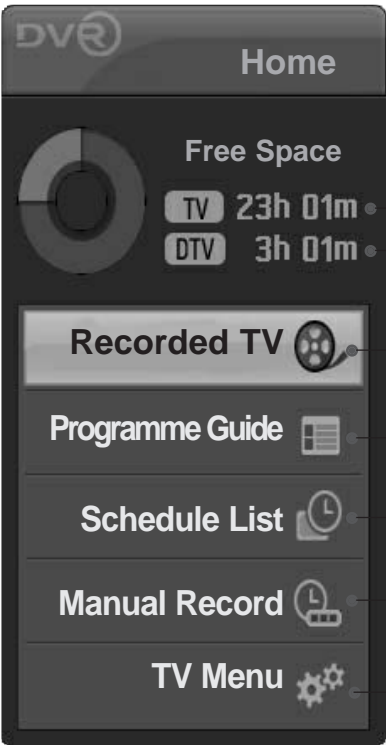 DVR
Home
Free Space
TV 23h 01m
DTV 3h 01m
Recorded TV
Programme Guide
Schedule List
Manual Record
TV Menu